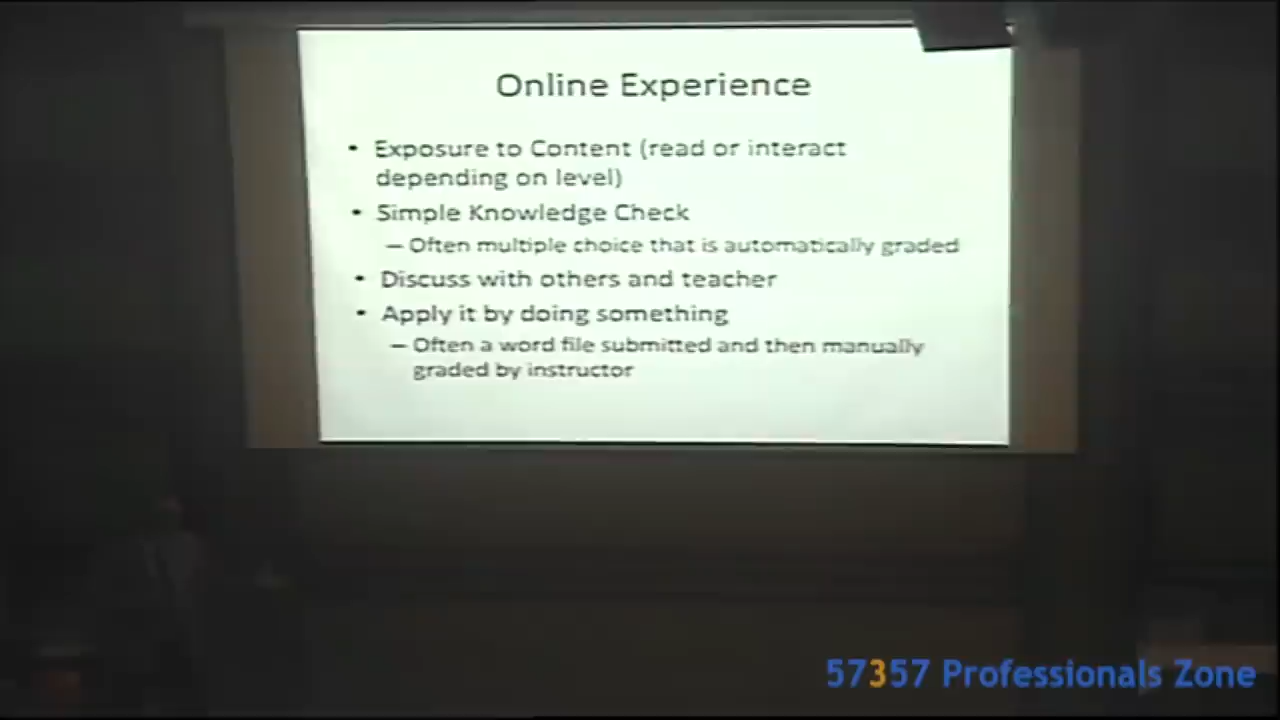 Online Experience
• Exposure to Content (read or interact
depending on level)
• Simple Knowledge Check
– Often multiple choice that is automatically graded
• Discuss with others and teacher
• Apply it by doing something
– Often a word file submitted and then manually
graded by instructor
57357 Professionals Zone